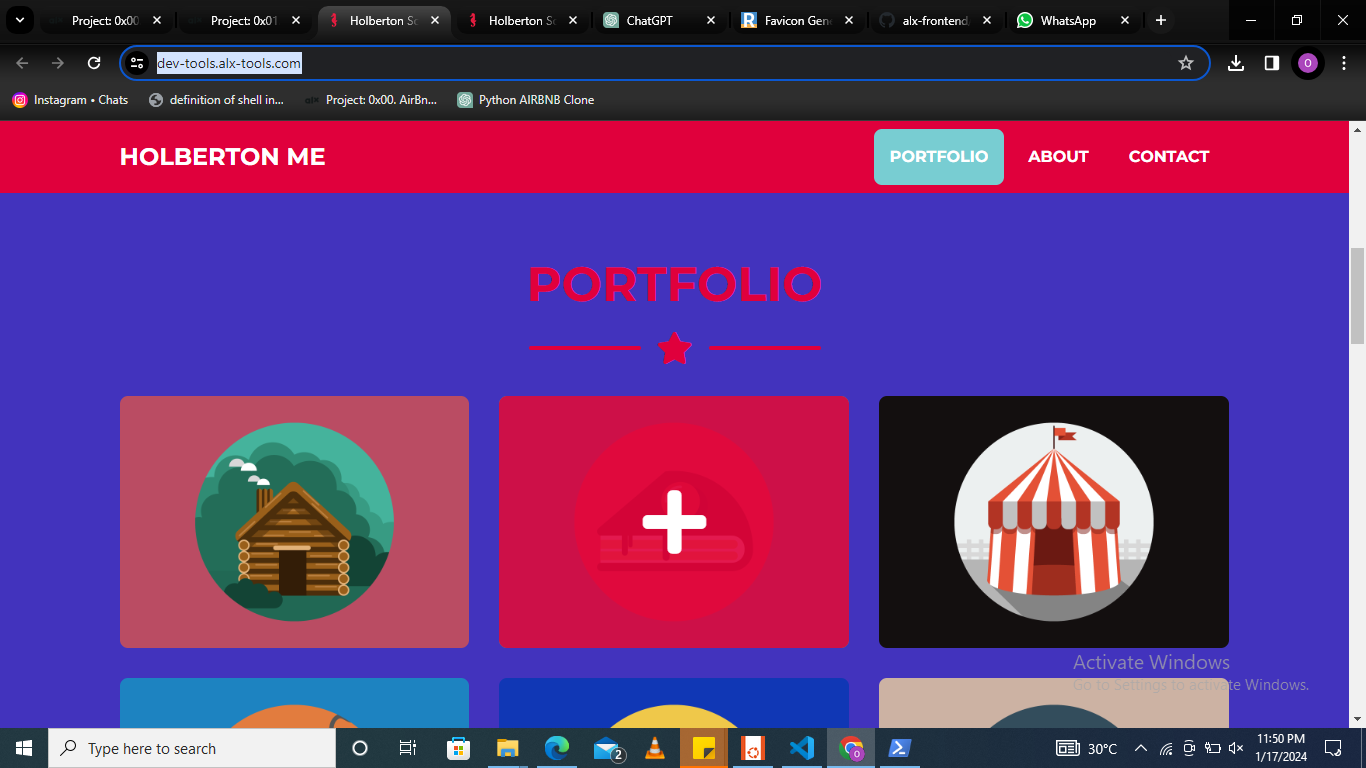 Project: 0x00
Project: 0x01
Holberton Sc
Holberton Sc
ChatGPT
Favicon Gene
alx-frontend
WhatsApp
dev-tools.alx-tools.com
O
Instagram • Chats
definition of shell in...
Project: 0x00. AirBn...
Python AIRBNB Clone
HOLBERTON ME
PORTFOLIO
ABOUT
CONTACT
PORTFOLIO
Activate Windows
Go to Settings to activate Windows.
Type here to search
2
O
30°C
11:50 PM
1/17/2024